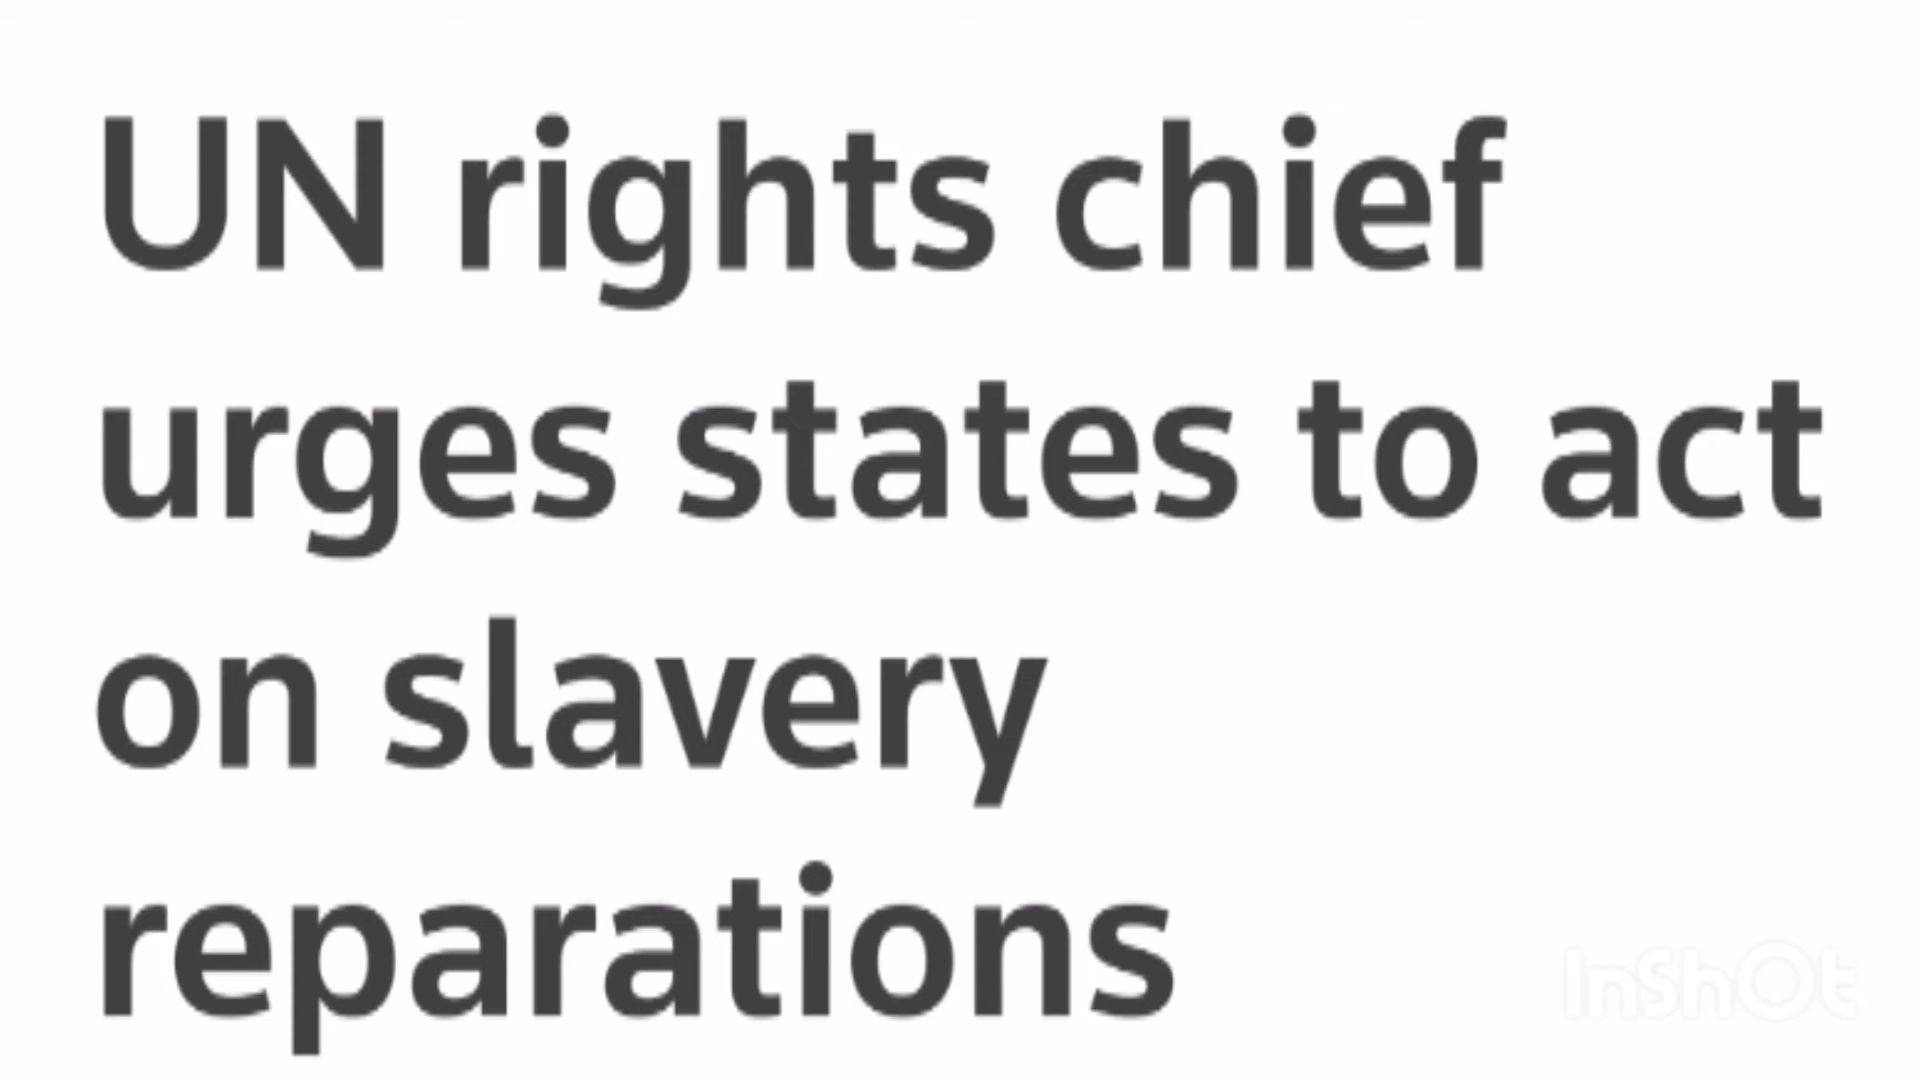 UN rights chief
urges states to act
on slavery
reparations
InShOt